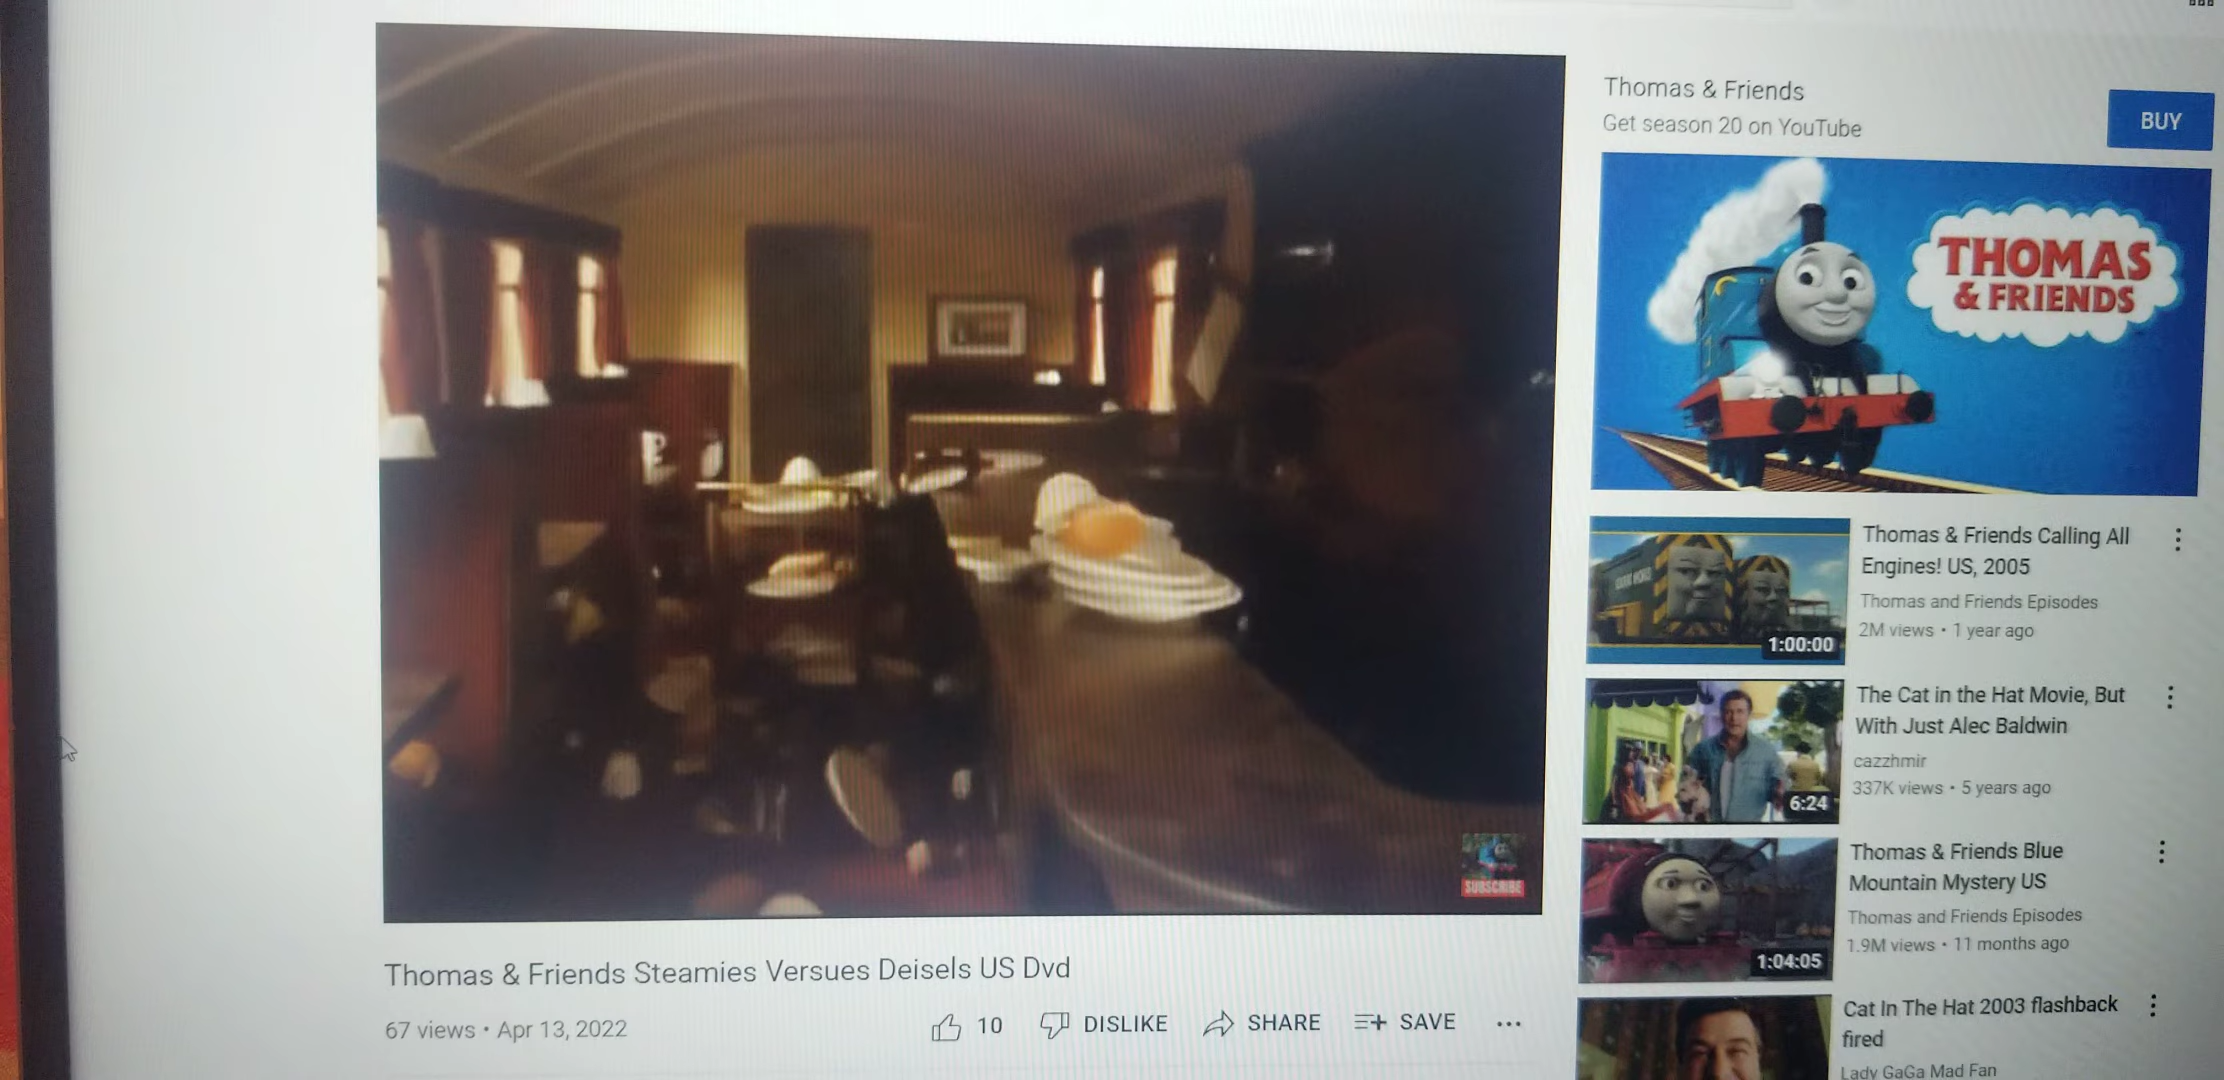 SUBSCRIBE
Thomas & Friends Steamies Versues Deisels US Dvd
67 views • Apr 13, 2022
10
DISLIKE
SHARE
SAVE
Thomas & Friends
Get season 20 on YouTube
BUY
THOMAS
& FRIENDS
1:00:00
Thomas & Friends Calling All
Engines! US, 2005
Thomas and Friends Episodes
2M views • 1 year ago
6:24
The Cat in the Hat Movie, But
With Just Alec Baldwin
cazzhmir
337K views • 5 years ago
1:04:05
Thomas & Friends Blue
Mountain Mystery US
Thomas and Friends Episodes
1.9M views • 11 months ago
Cat In The Hat 2003 flashback
fired
Lady GaGa Mad Fan